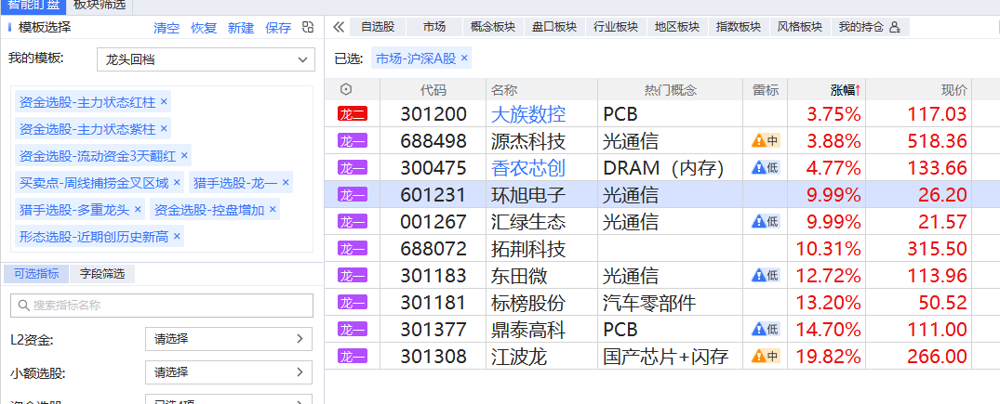 智能盯盘 板块筛选
模板选择 清空 恢复 新建 保存
我的模板: 龙头回档
资金选股-主力状态红柱 ×
资金选股-主力状态紫柱 ×
资金选股-流动资金3天翻红 ×
买卖点-周线捕捞金叉区域 × 猎手选股-龙一 ×
猎手选股-多重龙头 × 资金选股-控盘增加 ×
形态选股-近期创历史新高 ×
可选指标 字段筛选
搜索指标名称
L2资金: 请选择
小额选股: 请选择
自选股 市场 概念板块 盘口板块 行业板块 地区板块 指数板块 风格板块 我的持仓
已选: 市场-沪深A股 ×
代码 名称 热门概念 雷标 涨幅↑ 现价
龙二 301200 大族数控 PCB 3.75% 117.03
龙一 688498 源杰科技 光通信 中 3.88% 518.36
龙一 300475 香农芯创 DRAM（内存） 低 4.77% 133.66
龙一 601231 环旭电子 光通信 9.99% 26.20
龙一 001267 汇绿生态 光通信 低 9.99% 21.57
龙一 688072 拓荆科技 10.31% 315.50
龙一 301183 东田微 光通信 低 12.72% 113.96
龙一 301181 标榜股份 汽车零部件 13.20% 50.52
龙一 301377 鼎泰高科 PCB 低 14.70% 111.00
龙一 301308 江波龙 国产芯片+闪存 中 19.82% 266.00